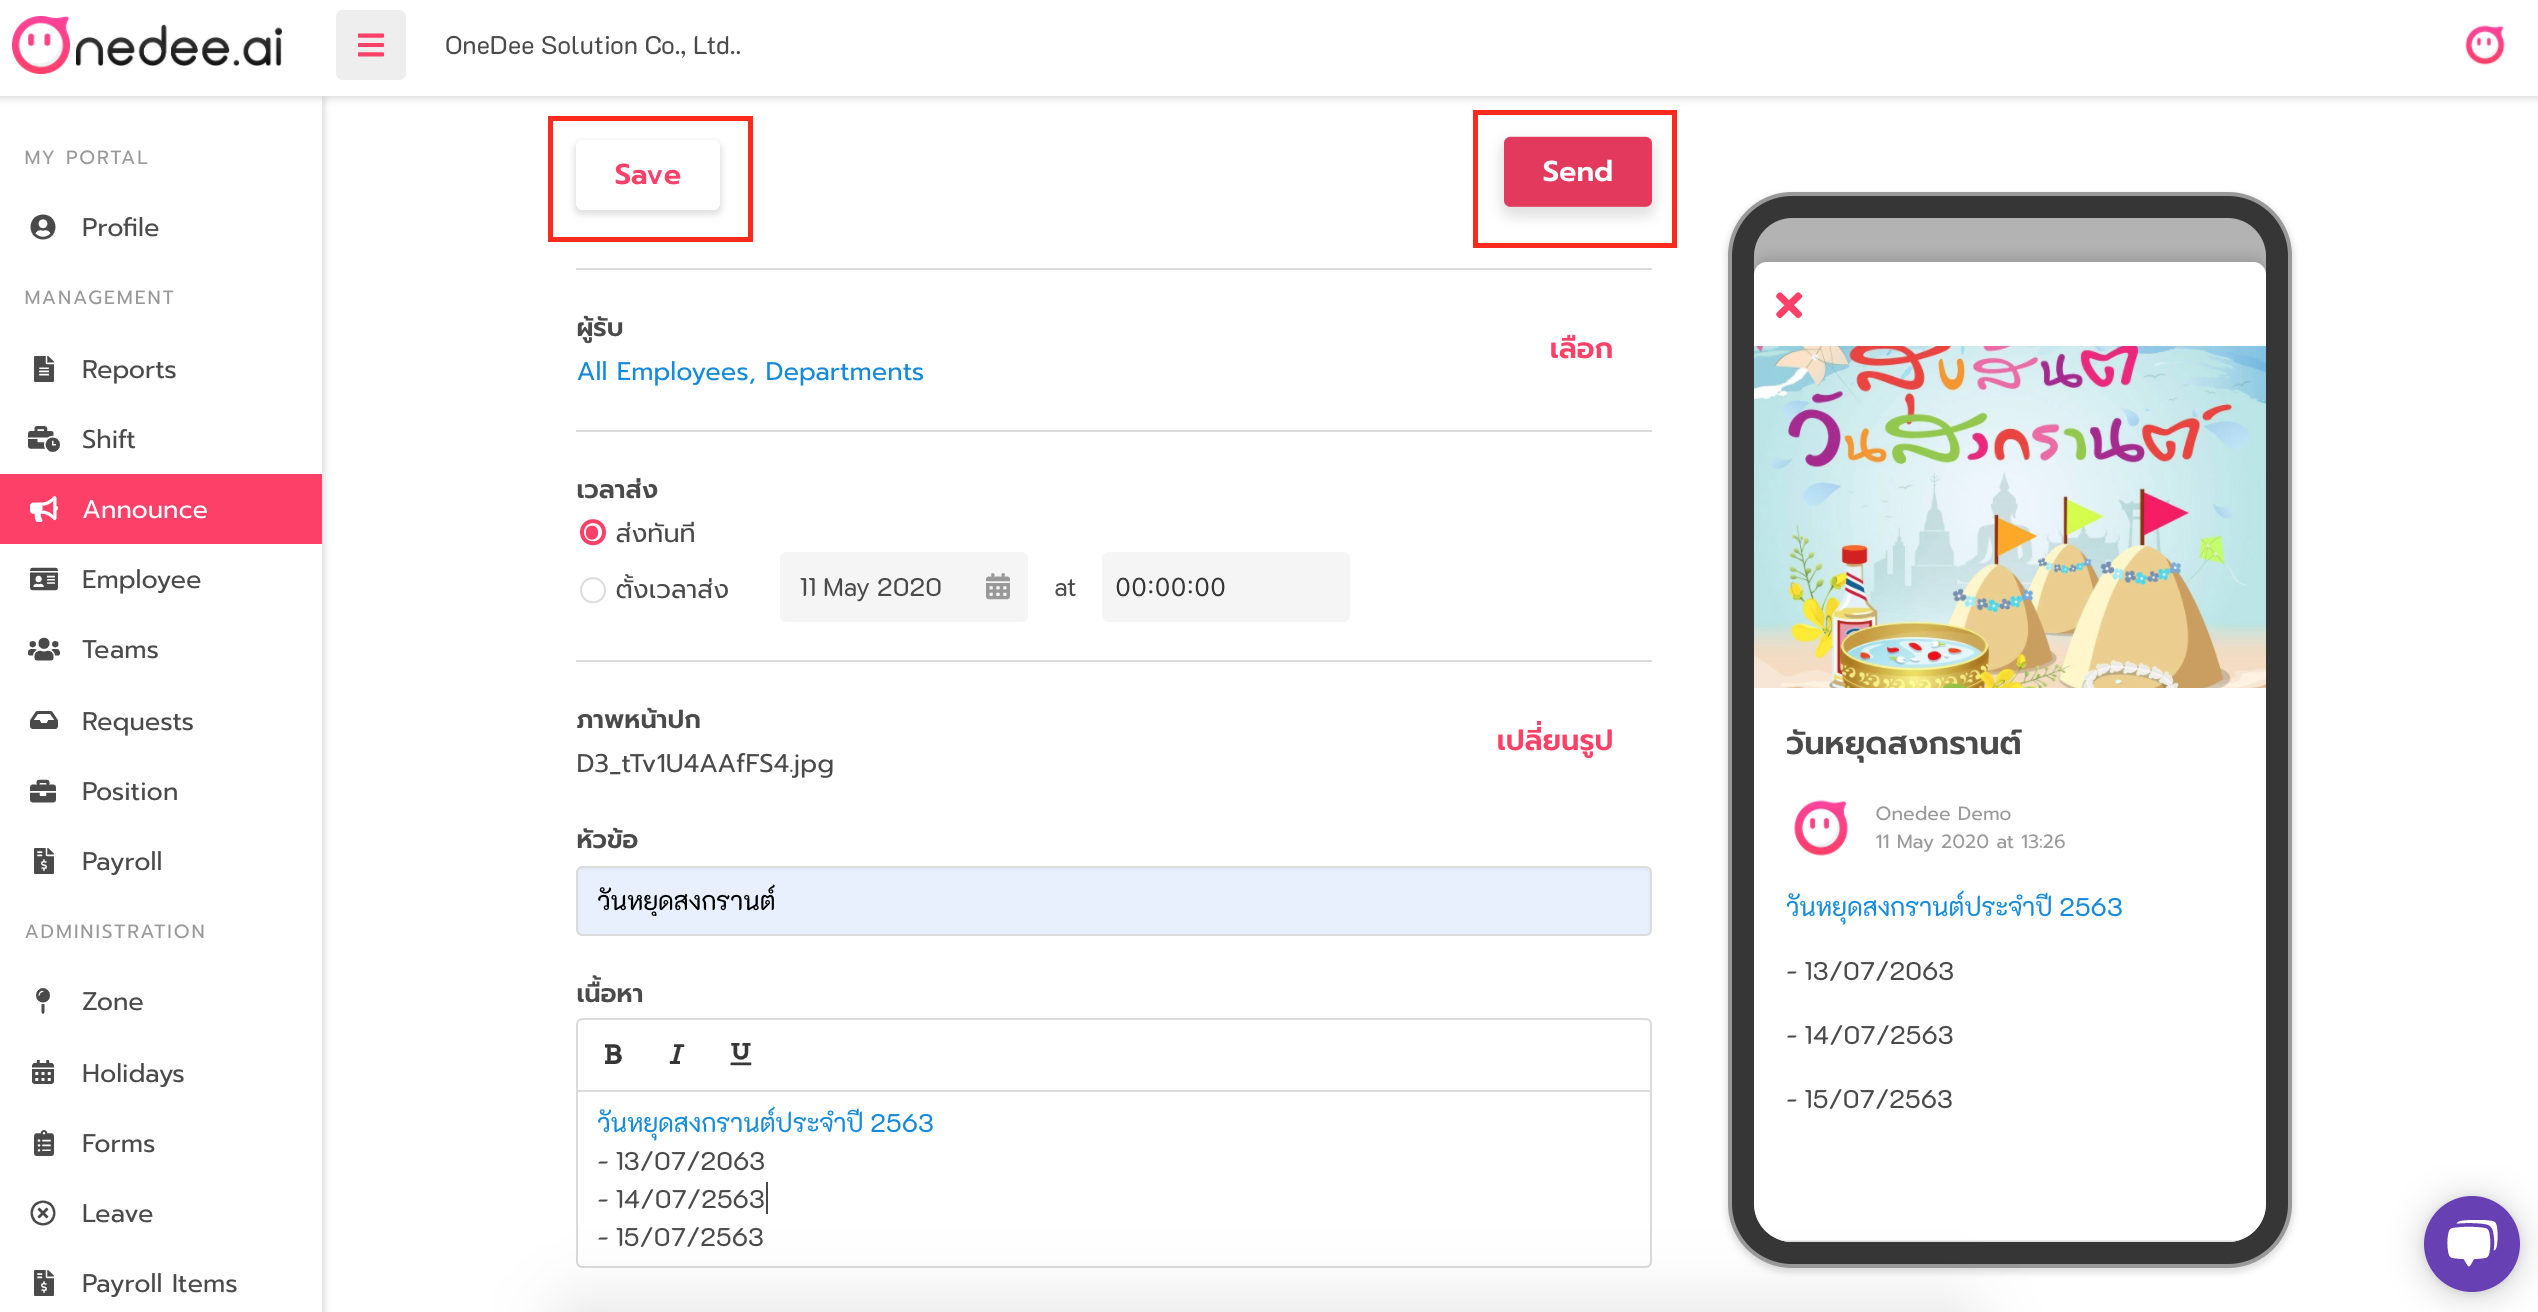 Onedee.ai
OneDee Solution Co., Ltd..
MY PORTAL
Profile
MANAGEMENT
Reports
Shift
Announce
Employee
Teams
Requests
Position
Payroll
ADMINISTRATION
Zone
Holidays
Forms
Leave
Payroll Items
Save
Send
ผู้รับ
All Employees, Departments
เลือก
เวลาส่ง
ส่งทันที
ตั้งเวลาส่ง
11 May 2020 at 00:00:00
ภาพหน้าปก
D3_tTv1U4AAfFS4.jpg
เปลี่ยนรูป
หัวข้อ
วันหยุดสงกรานต์
เนื้อหา
B I U
วันหยุดสงกรานต์ประจำปี 2563
- 13/07/2063
- 14/07/2563
- 15/07/2563
สุขสันต์
วันสงกรานต์
วันหยุดสงกรานต์
Onedee Demo
11 May 2020 at 13:26
วันหยุดสงกรานต์ประจำปี 2563
- 13/07/2063
- 14/07/2563
- 15/07/2563